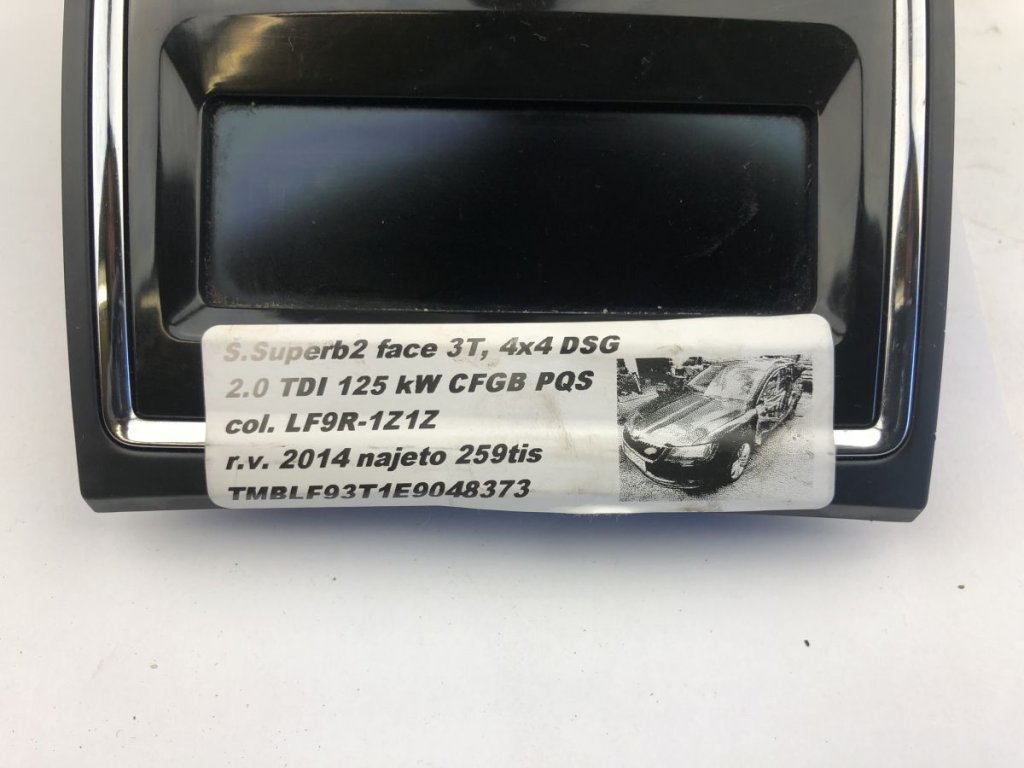 S.Superb2 face 3T, 4x4 DSG
2.0 TDI 125 kW CFGB PQS
col. LF9R-1Z1Z
r.v. 2014 najeto 259tis
TMBLF93T1E9048373